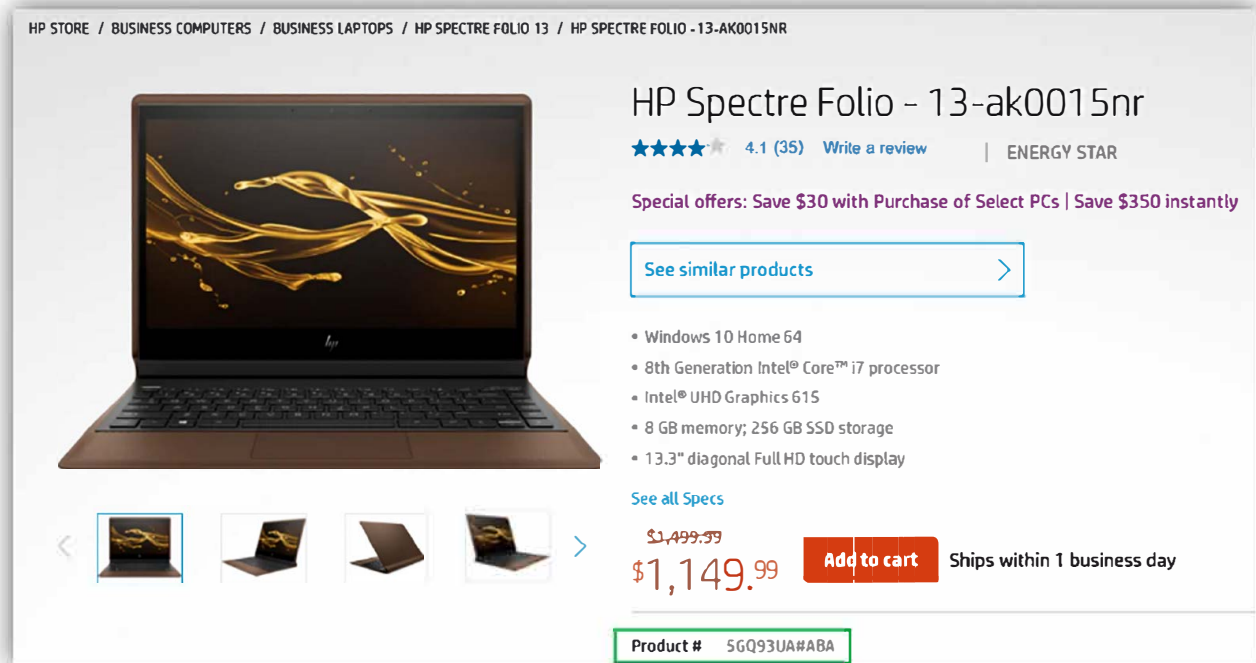 HP STORE / BUSINESS COMPUTERS / BUSINESS LAPTOPS / HP SPECTRE FOLIO 13 / HP SPECTRE FOLIO - 13-AK0015NR
HP Spectre Folio - 13-ak0015nr
4.1 (35) Write a review | ENERGY STAR
Special offers: Save $30 with Purchase of Select PCs | Save $350 instantly
See similar products
• Windows 10 Home 64
• 8th Generation Intel® Core™ i7 processor
• Intel® UHD Graphics 615
• 8 GB memory; 256 GB SSD storage
• 13.3" diagonal Full HD touch display
See all Specs
$1,499.99
$1,149.99
Add to cart
Ships within 1 business day
Product # 5GQ93UA#ABA
hp